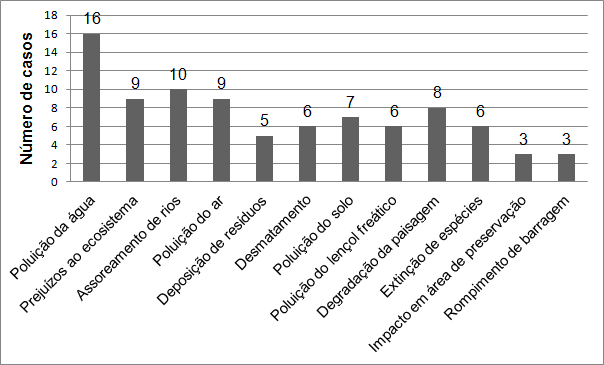 Número de casos
18
16
14
12
10
8
6
4
2
0
16
9
10
9
5
6
7
6
8
6
3
3
Poluição da água
Prejuízos ao ecosistema
Assoreamento de rios
Poluição do ar
Deposição de resíduos
Desmatamento
Poluição do solo
Poluição do lençol freático
Degradação da paisagem
Extinção de espécies
Impacto em área de preservação
Rompimento de barragem